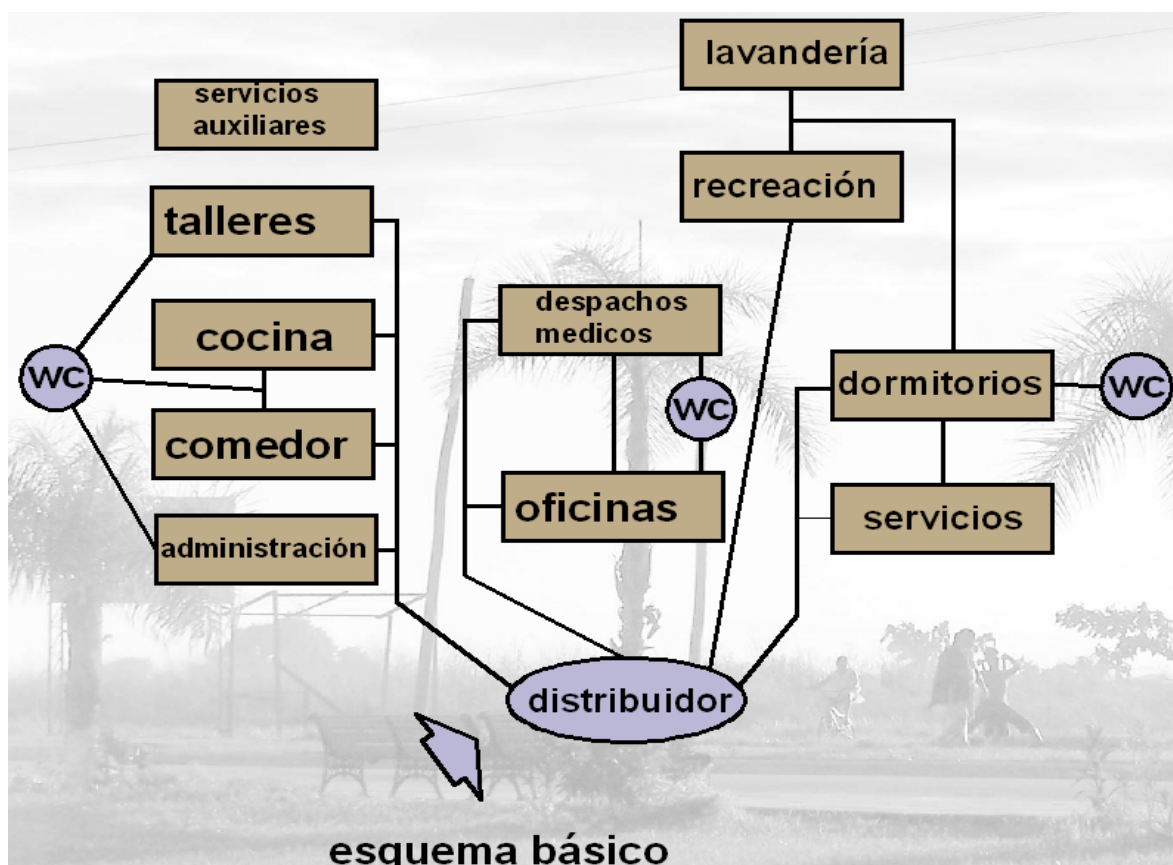 lavandería
servicios
auxiliares
recreación
talleres
despachos
medicos
cocina
WC
dormitorios
WC
WC
comedor
oficinas
servicios
administración
distribuidor
esquema básico